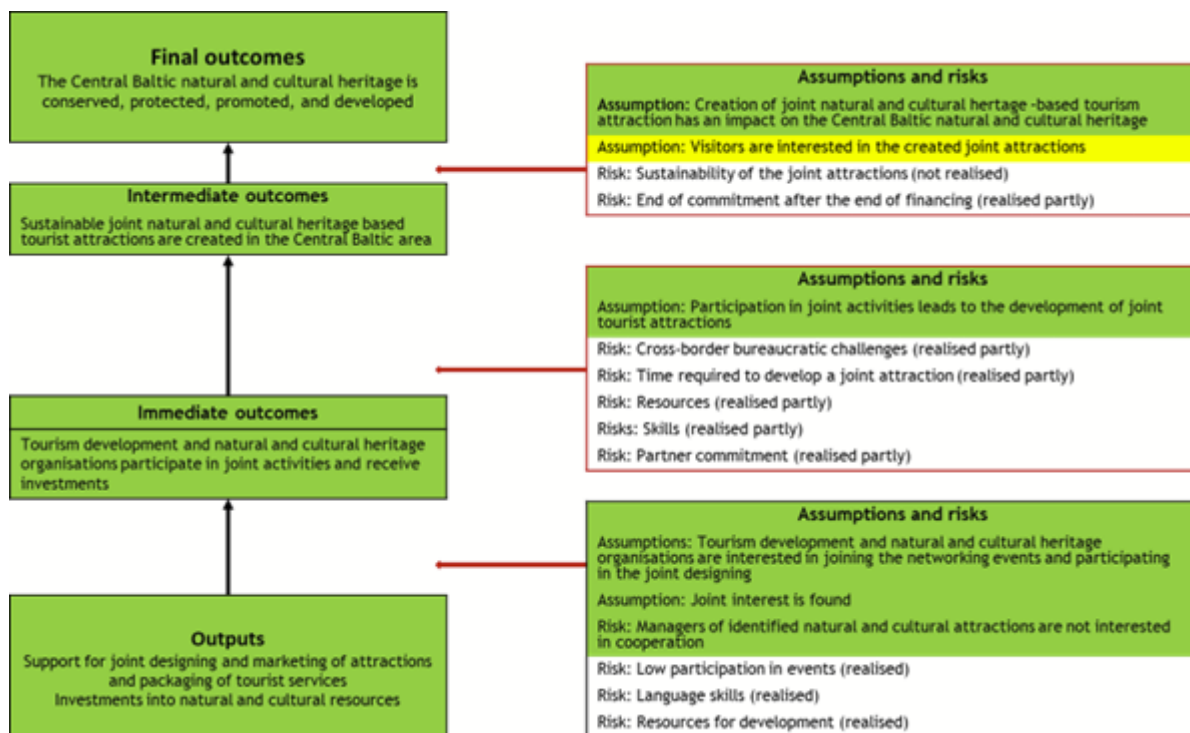 Final outcomes
The Central Baltic natural and cultural heritage is
conserved, protected, promoted, and developed
Assumptions and risks
Assumption: Creation of joint natural and cultural hertage -based tourism
attraction has an impact on the Central Baltic natural and cultural heritage
Assumption: Visitors are interested in the created joint attractions
Risk: Sustainability of the joint attractions (not realised)
Risk: End of commitment after the end of financing (realised partly)
Intermediate outcomes
Sustainable joint natural and cultural heritage based
tourist attractions are created in the Central Baltic area
Assumptions and risks
Assumption: Participation in joint activities leads to the development of joint
tourist attractions
Risk: Cross-border bureaucratic challenges (realised partly)
Risk: Time required to develop a joint attraction (realised partly)
Risk: Resources (realised partly)
Risks: Skills (realised partly)
Risk: Partner commitment (realised partly)
Immediate outcomes
Tourism development and natural and cultural heritage
organisations participate in joint activities and receive
investments
Assumptions and risks
Assumptions: Tourism development and natural and cultural heritage
organisations are interested in joining the networking events and participating
in the joint designing
Assumption: Joint interest is found
Risk: Managers of identified natural and cultural attractions are not interested
in cooperation
Risk: Low participation in events (realised)
Risk: Language skills (realised)
Risk: Resources for development (realised)
Outputs
Support for joint designing and marketing of attractions
and packaging of tourist services
Investments into natural and cultural resources